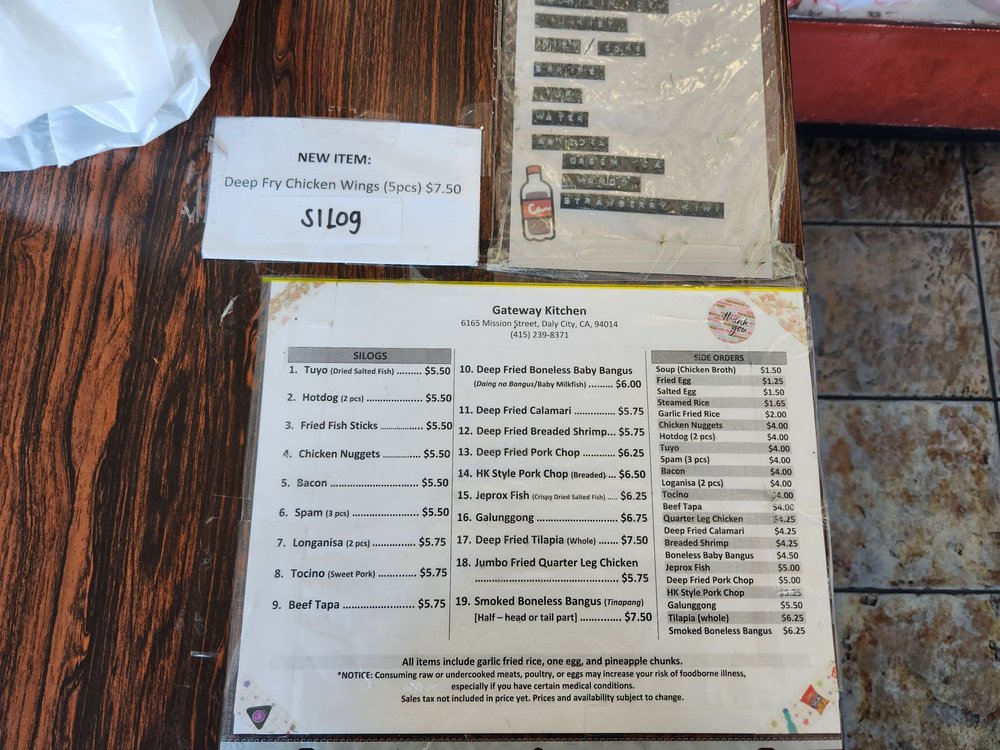 NEW ITEM:
Deep Fry Chicken Wings (5pcs) $7.50
SILOg
WATER
GREEN
STRAWBERRY KIWI
Gateway Kitchen
6165 Mission Street, Daly City, CA, 94014
(415) 239-8371
thank you
SILOGS
1. Tuyo (Dried Salted Fish) ......... $5.50
2. Hotdog (2 pcs) ........................ $5.50
3. Fried Fish Sticks ................ $5.50
4. Chicken Nuggets ............... $5.50
5. Bacon ............................... $5.50
6. Spam (3 pcs) ....................... $5.50
7. Longanisa (2 pcs) ............. $5.75
8. Tocino (Sweet Pork) ............. $5.75
9. Beef Tapa ......................... $5.75
10. Deep Fried Boneless Baby Bangus
(Daing na Bangus/Baby Milkfish) ........ $6.00
11. Deep Fried Calamari ............ $5.75
12. Deep Fried Breaded Shrimp... $5.75
13. Deep Fried Pork Chop ........... $6.25
14. HK Style Pork Chop (Breaded) ... $6.50
15. Jeprox Fish (Crispy Dried Salted Fish) ..... $6.25
16. Galunggong ........................ $6.75
17. Deep Fried Tilapia (Whole) ....... $7.50
18. Jumbo Fried Quarter Leg Chicken
.................................................... $5.75
19. Smoked Boneless Bangus (Tinapang)
[Half – head or tail part] ............. $7.50
SIDE ORDERS
Soup (Chicken Broth) $1.50
Fried Egg $1.25
Salted Egg $1.50
Steamed Rice $1.65
Garlic Fried Rice $2.00
Chicken Nuggets $4.00
Hotdog (2 pcs) $4.00
Tuyo $4.00
Spam (3 pcs) $4.00
Bacon $4.00
Loganisa (2 pcs) $4.00
Tocino $4.00
Beef Tapa $4.00
Quarter Leg Chicken $4.25
Deep Fried Calamari $4.25
Breaded Shrimp $4.25
Boneless Baby Bangus $4.50
Jeprox Fish $5.00
Deep Fried Pork Chop $5.00
HK Style Pork Chop $5.25
Galunggong $5.50
Tilapia (whole) $6.25
Smoked Boneless Bangus $6.25
All items include garlic fried rice, one egg, and pineapple chunks.
*NOTICE: Consuming raw or undercooked meats, poultry, or eggs may increase your risk of foodborne illness,
especially if you have certain medical conditions.
Sales tax not included in price yet. Prices and availability subject to change.